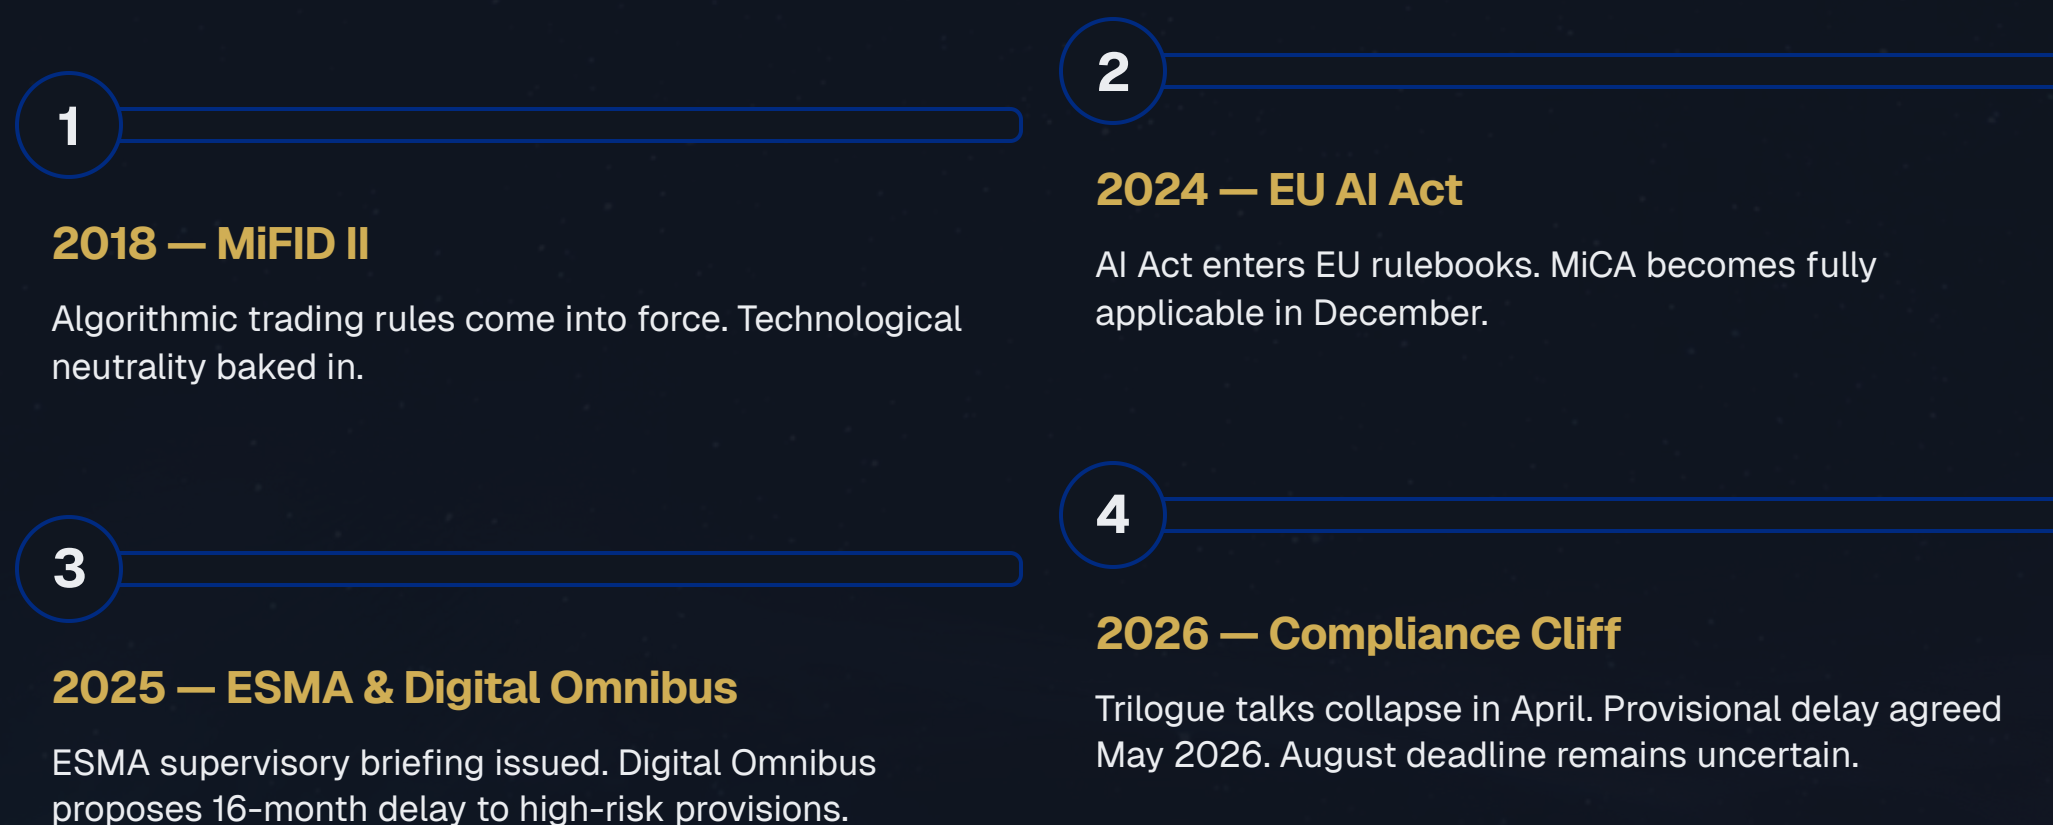 1
2018 — MiFID II
Algorithmic trading rules come into force. Technological
neutrality baked in.
2
2024 — EU AI Act
AI Act enters EU rulebooks. MiCA becomes fully
applicable in December.
3
2025 — ESMA & Digital Omnibus
ESMA supervisory briefing issued. Digital Omnibus
proposes 16-month delay to high-risk provisions.
4
2026 — Compliance Cliff
Trilogue talks collapse in April. Provisional delay agreed
May 2026. August deadline remains uncertain.